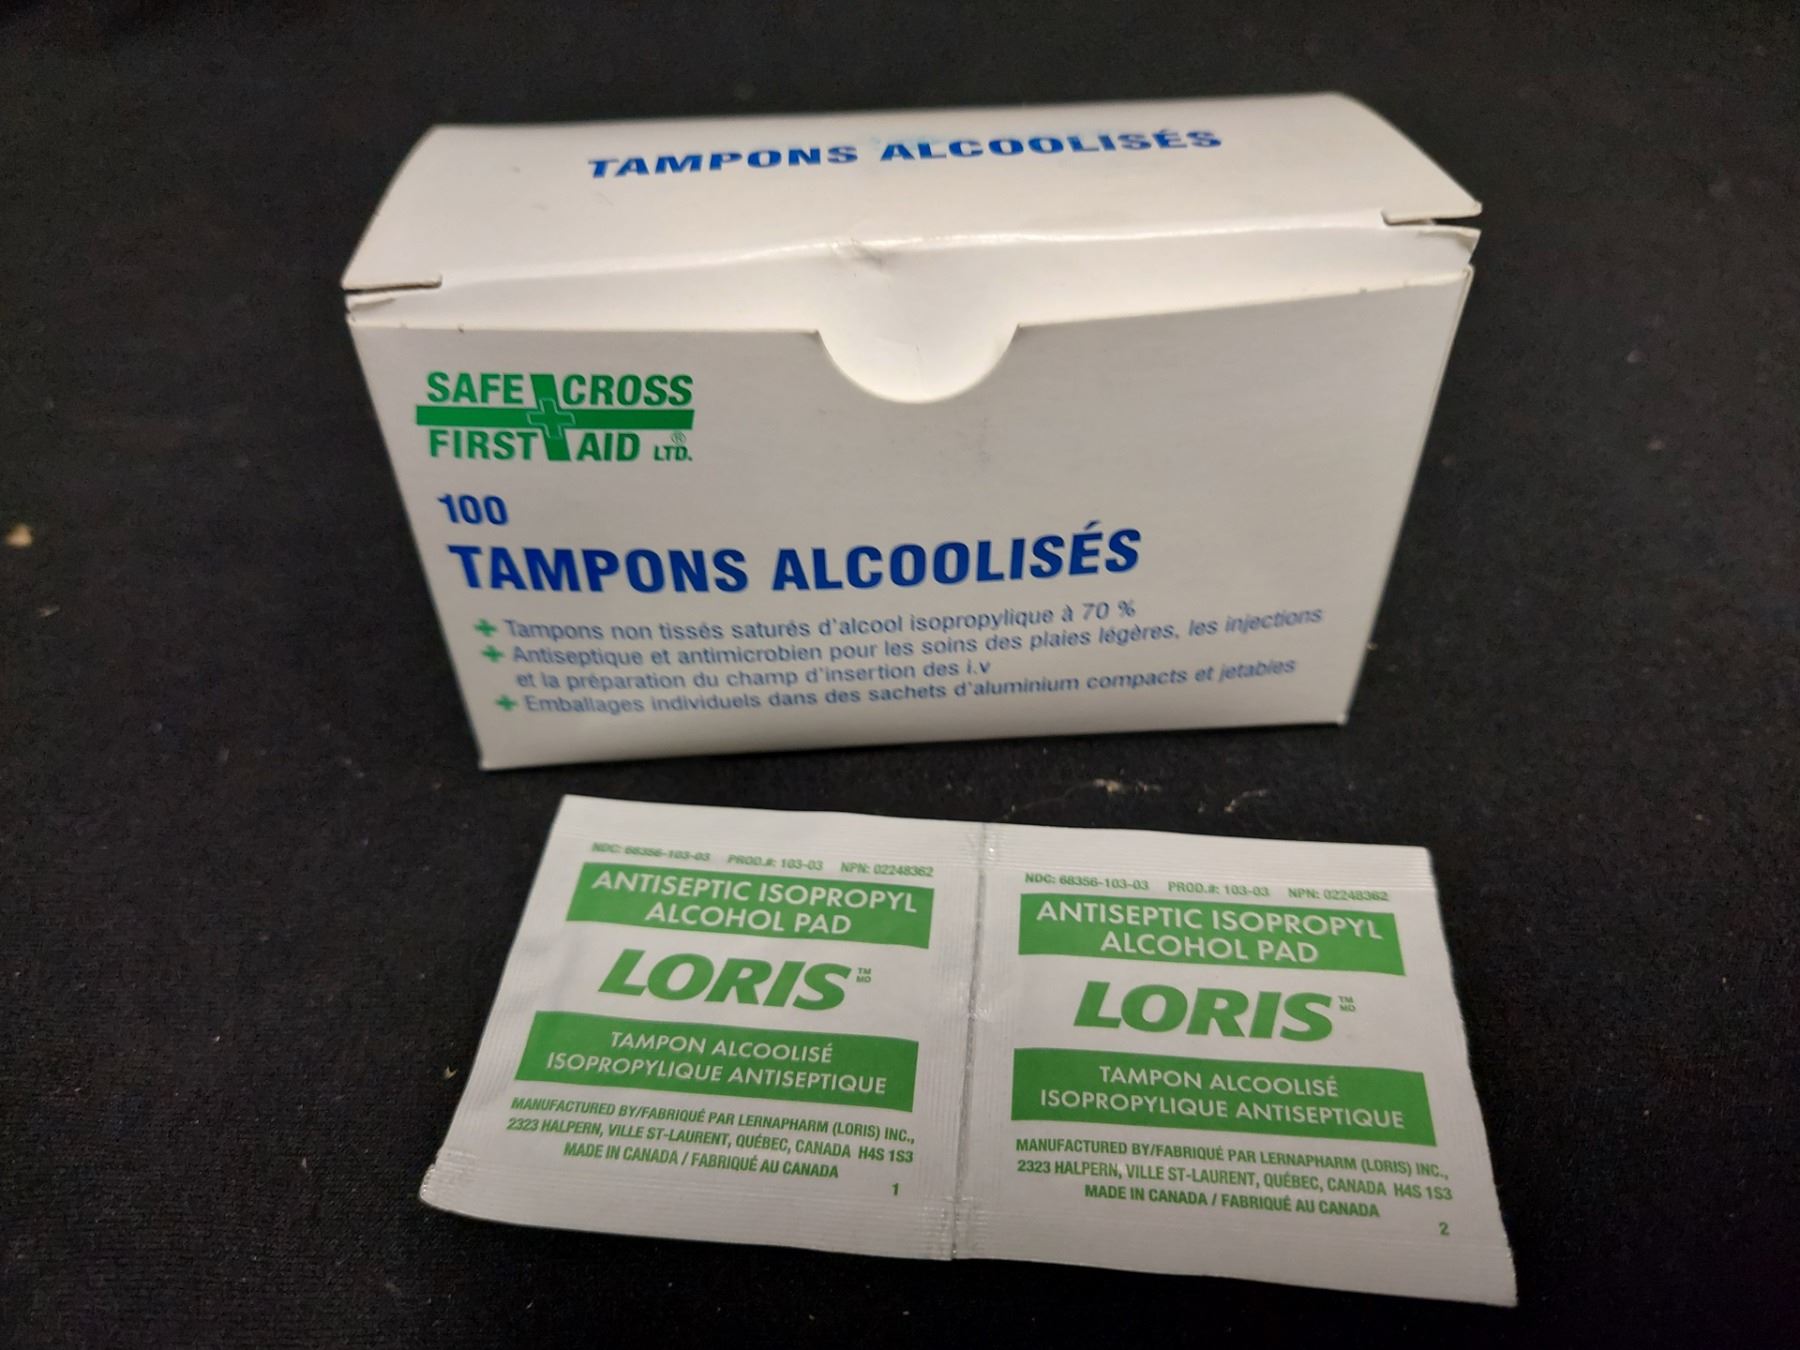 TAMPONS ALCOOLISÉS
SAFE CROSS
FIRST AID LTD.®
100
TAMPONS ALCOOLISÉS
+ Tampons non tissés saturés d'alcool isopropylique à 70 %
+ Antiseptique et antimicrobien pour les soins des plaies légères, les injections
et la préparation du champ d'insertion des i.v
+ Emballages individuels dans des sachets d'aluminium compacts et jetables
NDC: 68356-103-03 PROD.#: 103-03 NPN: 02248362
ANTISEPTIC ISOPROPYL
ALCOHOL PAD
LORIS TM MD
TAMPON ALCOOLISÉ
ISOPROPYLIQUE ANTISEPTIQUE
MANUFACTURED BY/FABRIQUÉ PAR LERNAPHARM (LORIS) INC.,
2323 HALPERN, VILLE ST-LAURENT, QUÉBEC, CANADA H4S 1S3
MADE IN CANADA / FABRIQUÉ AU CANADA
1
NDC: 68356-103-03 PROD.#: 103-03 NPN: 02248362
ANTISEPTIC ISOPROPYL
ALCOHOL PAD
LORIS TM MD
TAMPON ALCOOLISÉ
ISOPROPYLIQUE ANTISEPTIQUE
MANUFACTURED BY/FABRIQUÉ PAR LERNAPHARM (LORIS) INC.,
2323 HALPERN, VILLE ST-LAURENT, QUÉBEC, CANADA H4S 1S3
MADE IN CANADA / FABRIQUÉ AU CANADA
2